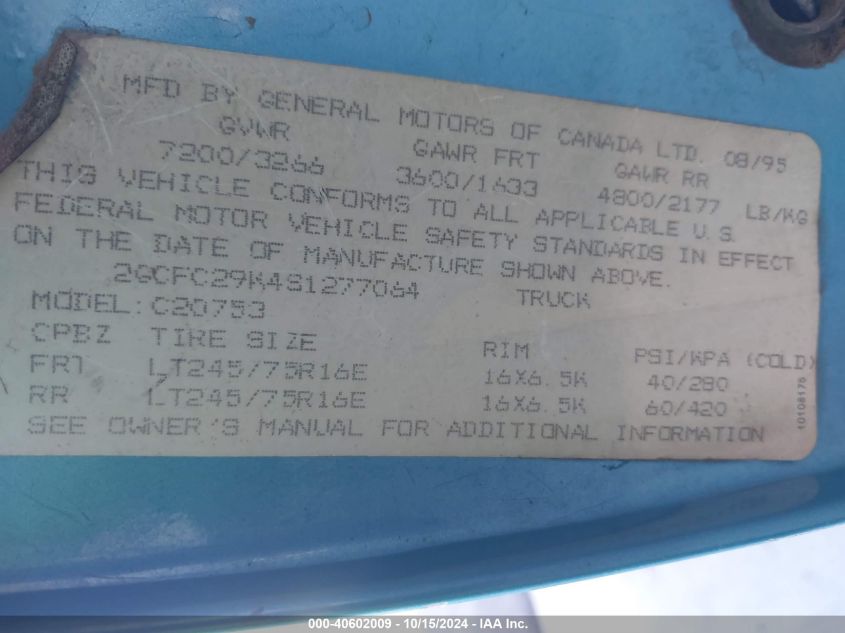 MFD BY GENERAL MOTORS OF CANADA LTD. 08/95
GVWR GAWR FRT GAWR RR
7200/3266 3600/1633 4800/2177 LB/KG
THIS VEHICLE CONFORMS TO ALL APPLICABLE U.S.
FEDERAL MOTOR VEHICLE SAFETY STANDARDS IN EFFECT
ON THE DATE OF MANUFACTURE SHOWN ABOVE.
2GCFC29K4S1277064 TRUCK
MODEL: C20753
CPBZ TIRE SIZE RIM PSI/KPA (COLD)
FRT LT245/75R16E 16X6.5K 40/280
RR LT245/75R16E 16X6.5K 60/420
SEE OWNER'S MANUAL FOR ADDITIONAL INFORMATION
10108175
000-40602009 - 10/15/2024 - IAA Inc.